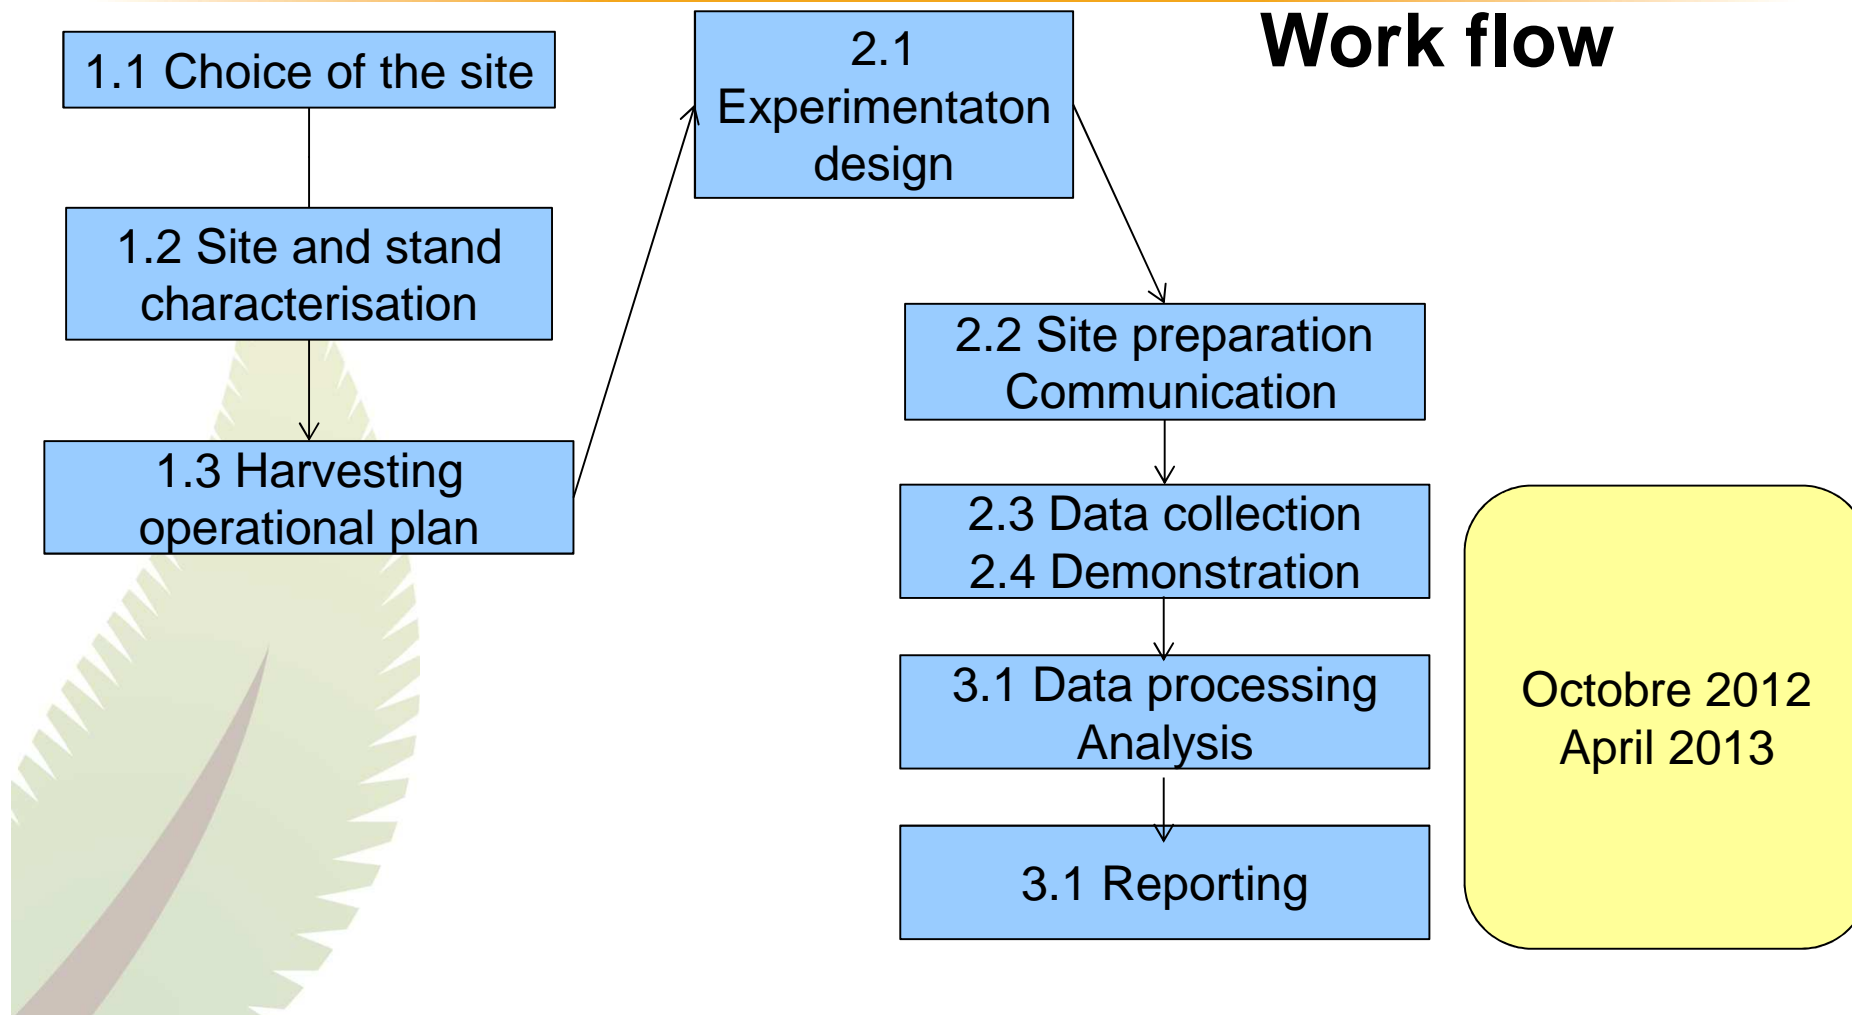 Work flow
1.1 Choice of the site
1.2 Site and stand
characterisation
1.3 Harvesting
operational plan
2.1
Experimentaton
design
2.2 Site preparation
Communication
2.3 Data collection
2.4 Demonstration
3.1 Data processing
Analysis
3.1 Reporting
Octobre 2012
April 2013